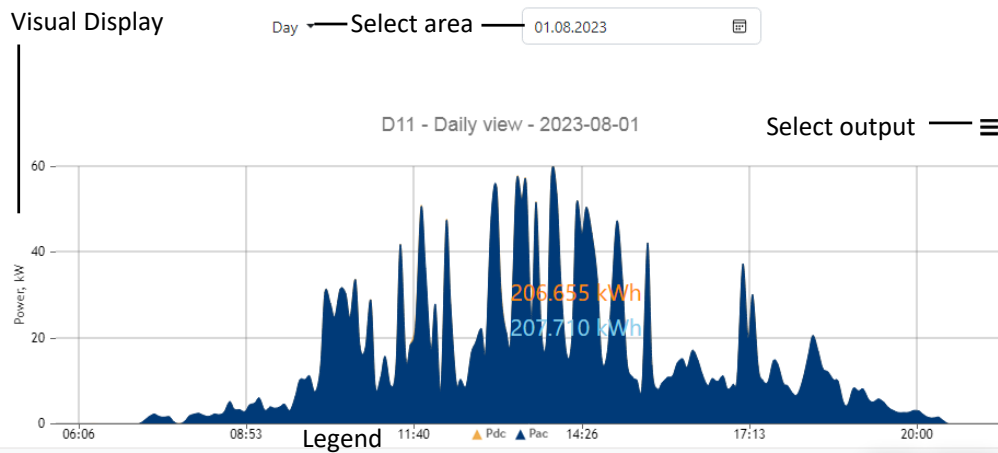 Visual Display
Day
Select area
01.08.2023
D11 - Daily view - 2023-08-01
Select output
60
40
20
0
Power, kW
206.655 kWh
207.710 kWh
06:06
08:53
11:40
14:26
17:13
20:00
Legend
Pdc
Pac